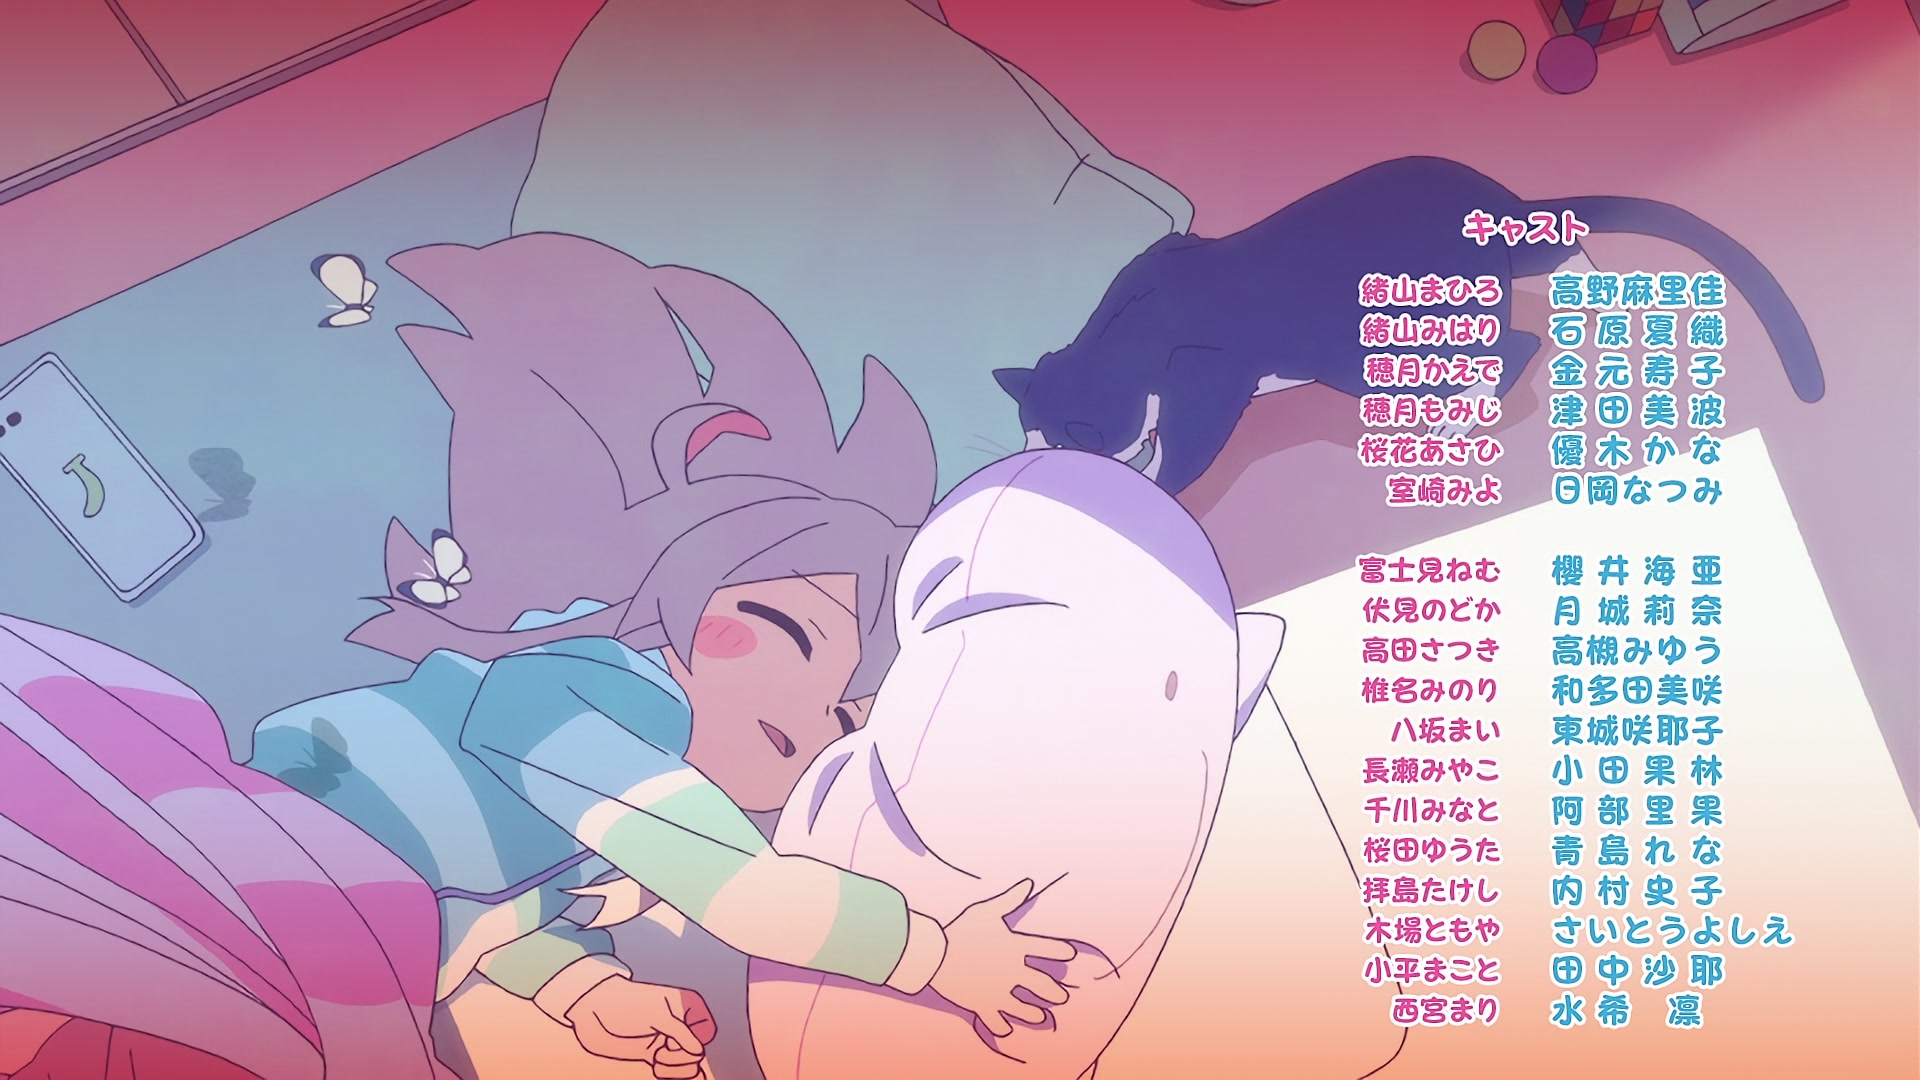 キャスト
緒山まひろ 高野麻里佳
緒山みはり 石原夏織
穂月かえで 金元寿子
穂月もみじ 津田美波
桜花あさひ 優木かな
室崎みよ 日岡なつみ
富士見ねむ 櫻井海亜
伏見のどか 月城莉奈
高田さつき 高槻みゆう
椎名みのり 和多田美咲
八坂まい 東城咲耶子
長瀬みやこ 小田果林
千川みなと 阿部里果
桜田ゆうた 青島れな
拝島たけし 内村史子
木場ともや さいとうよしえ
小平まこと 田中沙耶
西宮まり 水希凛